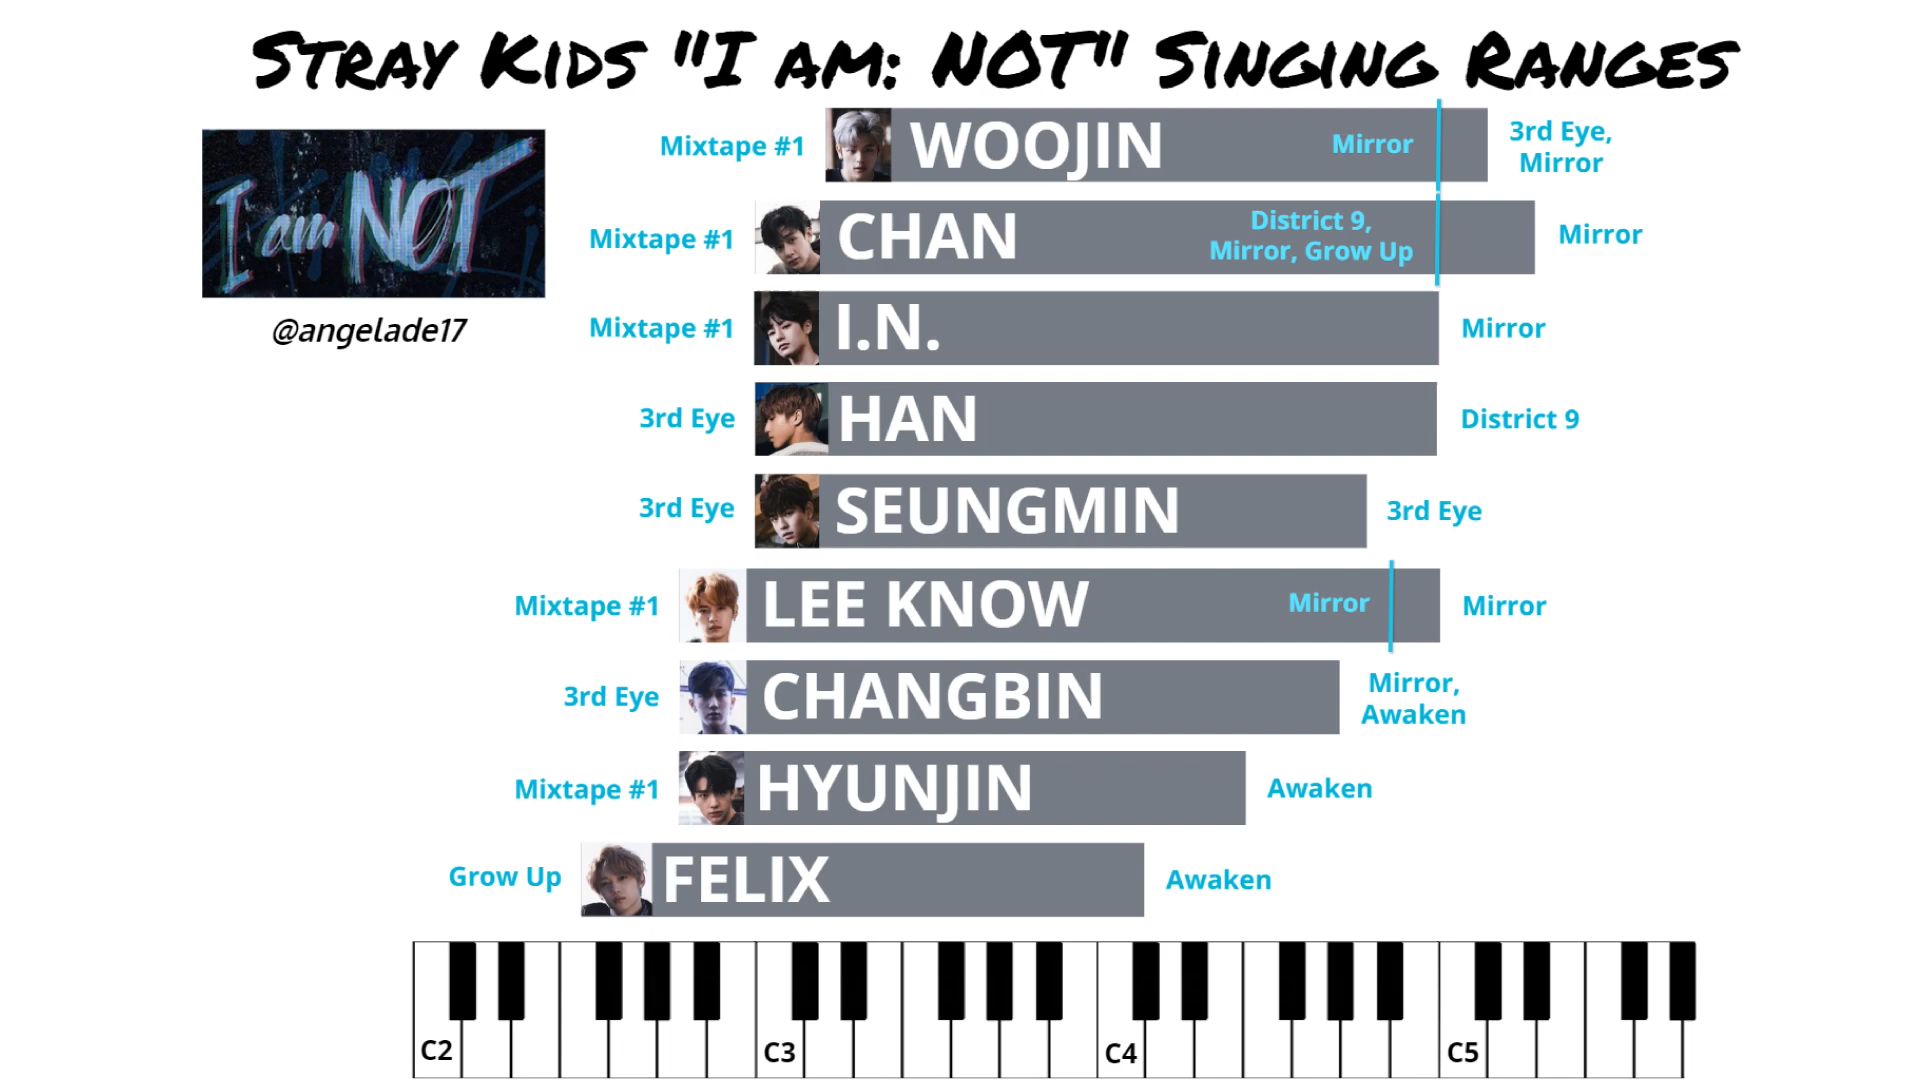 STRAY KIDS "I AM: NOT" SINGING RANGES
I am NOT
@angelade17
Mixtape #1 WOOJIN Mirror 3rd Eye,
Mirror
Mixtape #1 CHAN District 9,
Mirror, Grow Up Mirror
Mixtape #1 I.N. Mirror
3rd Eye HAN District 9
3rd Eye SEUNGMIN 3rd Eye
Mixtape #1 LEE KNOW Mirror Mirror
3rd Eye CHANGBIN Mirror,
Awaken
Mixtape #1 HYUNJIN Awaken
Grow Up FELIX Awaken
C2 C3 C4 C5